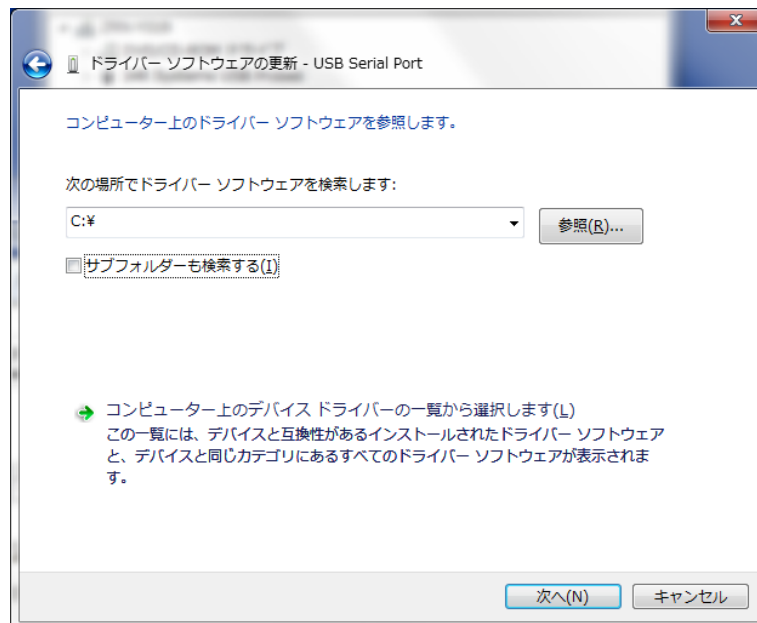 ドライバー ソフトウェアの更新 - USB Serial Port
コンピューター上のドライバー ソフトウェアを参照します。
次の場所でドライバー ソフトウェアを検索します:
C:¥
参照(R)...
サブフォルダーも検索する(I)
コンピューター上のデバイス ドライバーの一覧から選択します(L)
この一覧には、デバイスと互換性があるインストールされたドライバー ソフトウェア
と、デバイスと同じカテゴリにあるすべてのドライバー ソフトウェアが表示されま
す。
次へ(N)
キャンセル